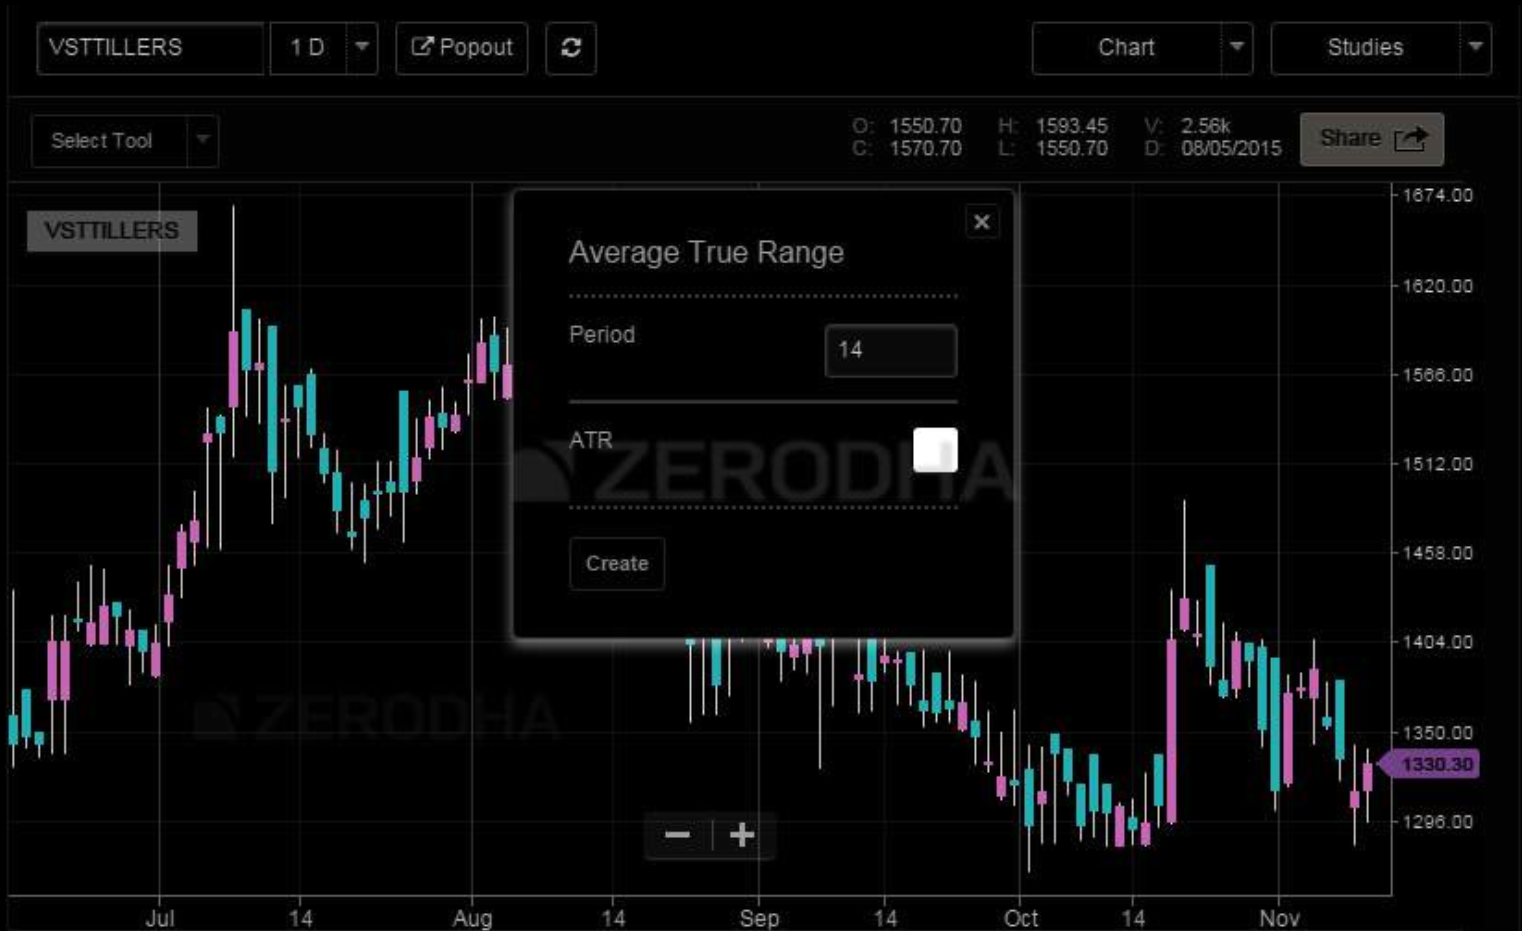 VSTTILLERS 1 D Popout Chart Studies
Select Tool O: 1550.70 H: 1593.45 V: 2.56k Share
C: 1570.70 L: 1550.70 D: 08/05/2015
VSTTILLERS
Average True Range
Period 14
ATR
ZERODHA
Create
ZERODHA
1674.00
1620.00
1566.00
1512.00
1458.00
1404.00
1350.00
1330.30
1296.00
Jul 14 Aug 14 Sep 14 Oct 14 Nov